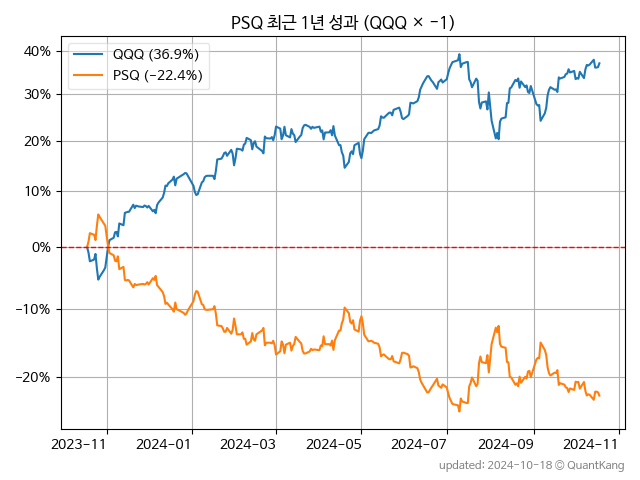 PSQ 최근 1년 성과 (QQQ × −1)
QQQ (36.9%)
PSQ (−22.4%)
40%
30%
20%
10%
0%
−10%
−20%
2023-11 2024-01 2024-03 2024-05 2024-07 2024-09 2024-11
updated: 2024-10-18 © QuantKang